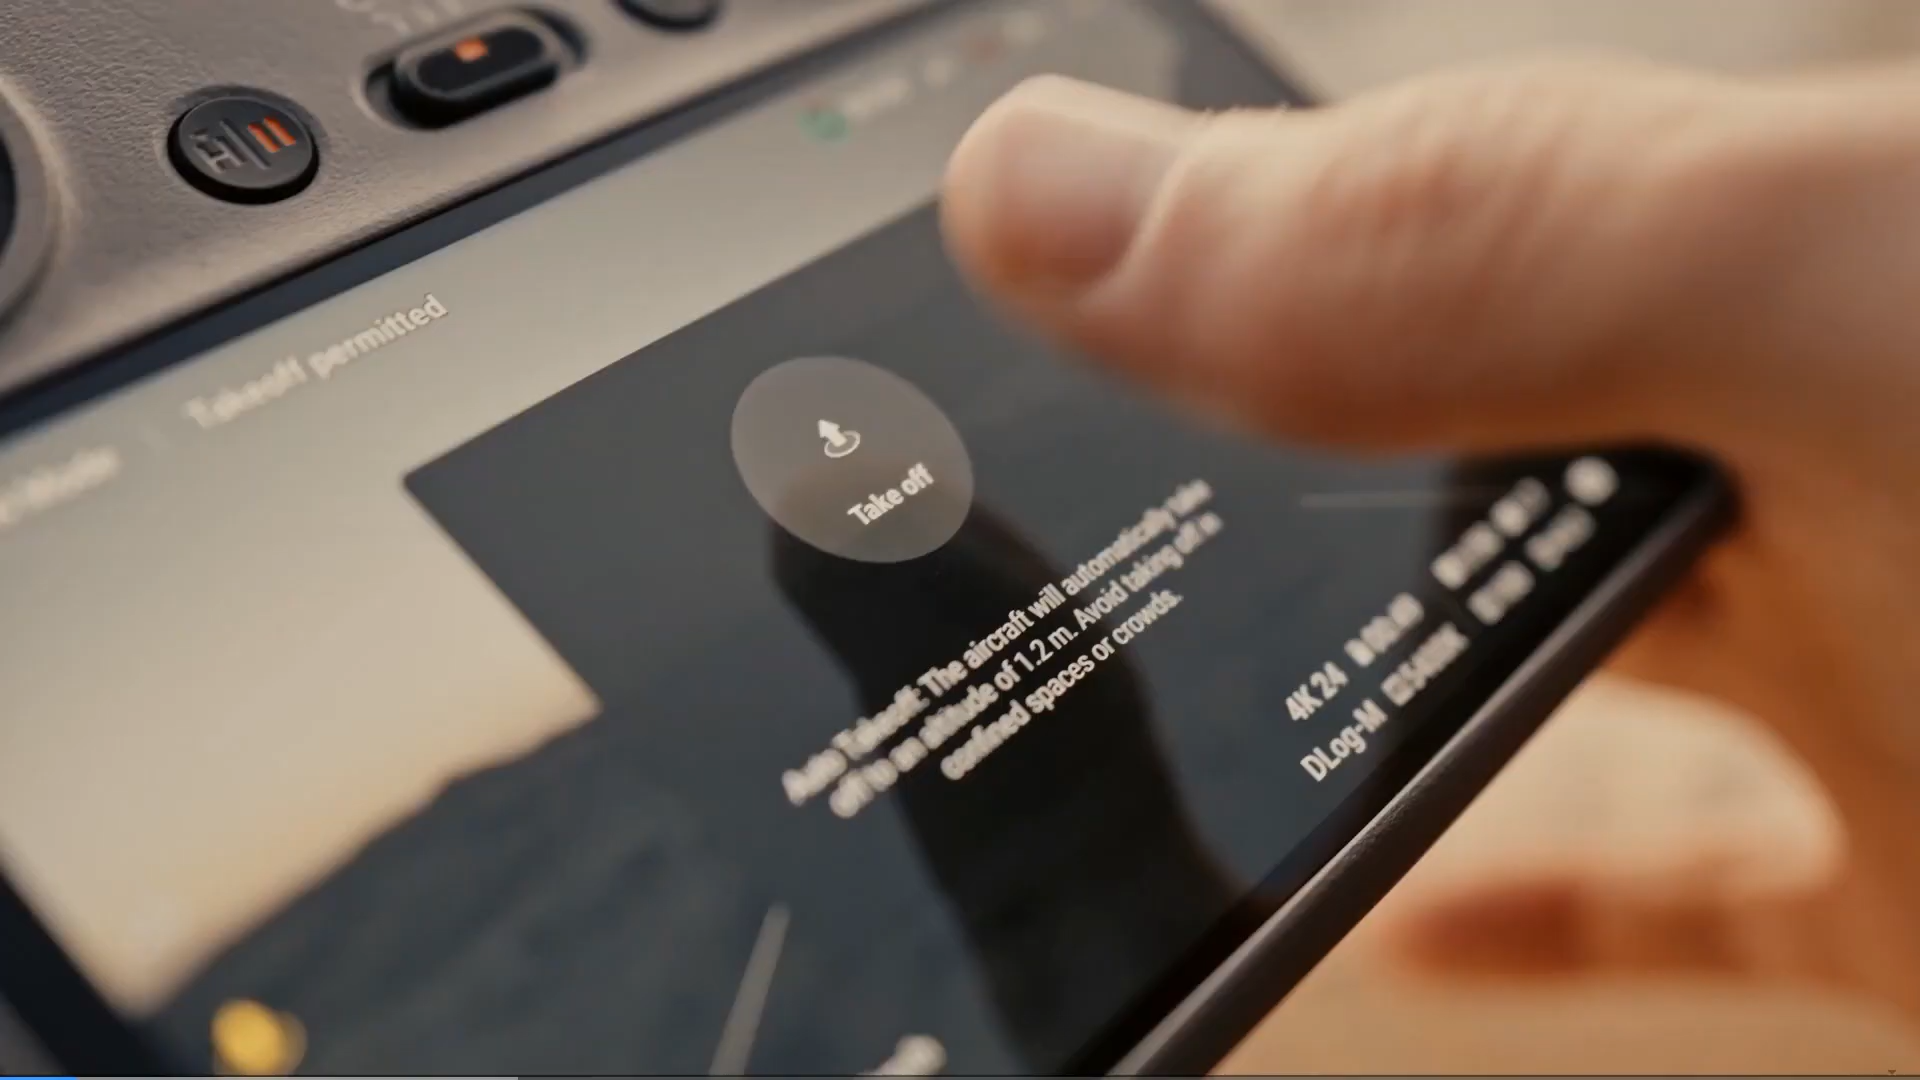 Takeoff permitted
Take off
Auto Takeoff: The aircraft will automatically take
off to an altitude of 1.2 m. Avoid taking off in
confined spaces or crowds.
4K 24
DLog-M 5400K